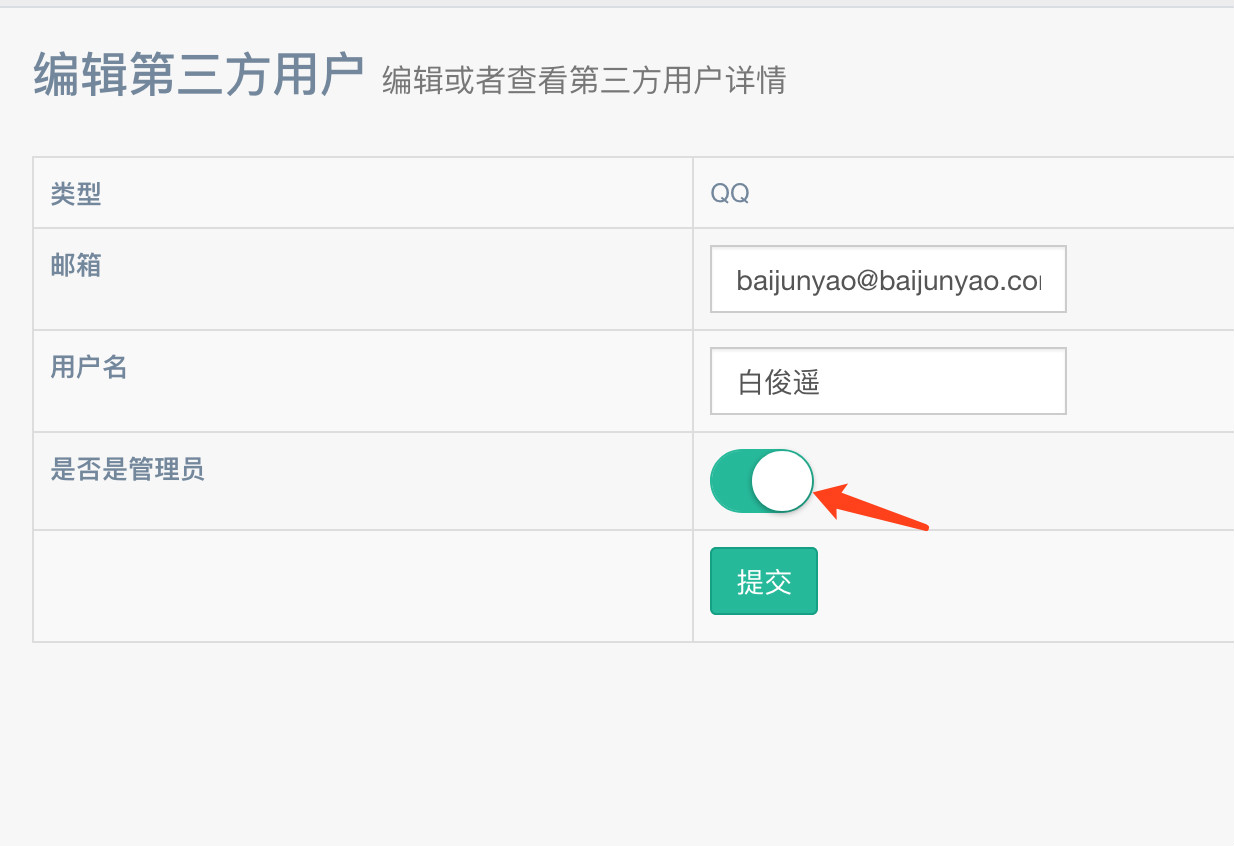 编辑第三方用户 编辑或者查看第三方用户详情
类型 QQ
邮箱 baijunyao@baijunyao.co
用户名 白俊遥
是否是管理员
提交